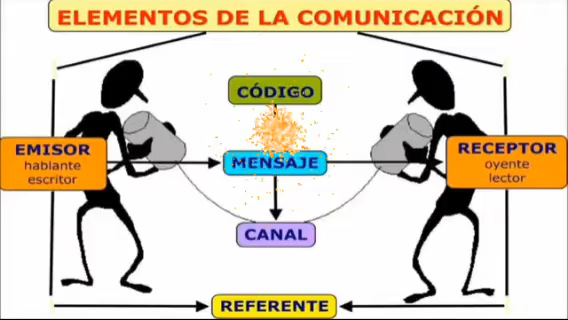 ELEMENTOS DE LA COMUNICACIÓN
CÓDIGO
EMISOR
hablante
escritor
MENSAJE
RECEPTOR
oyente
lector
CANAL
REFERENTE